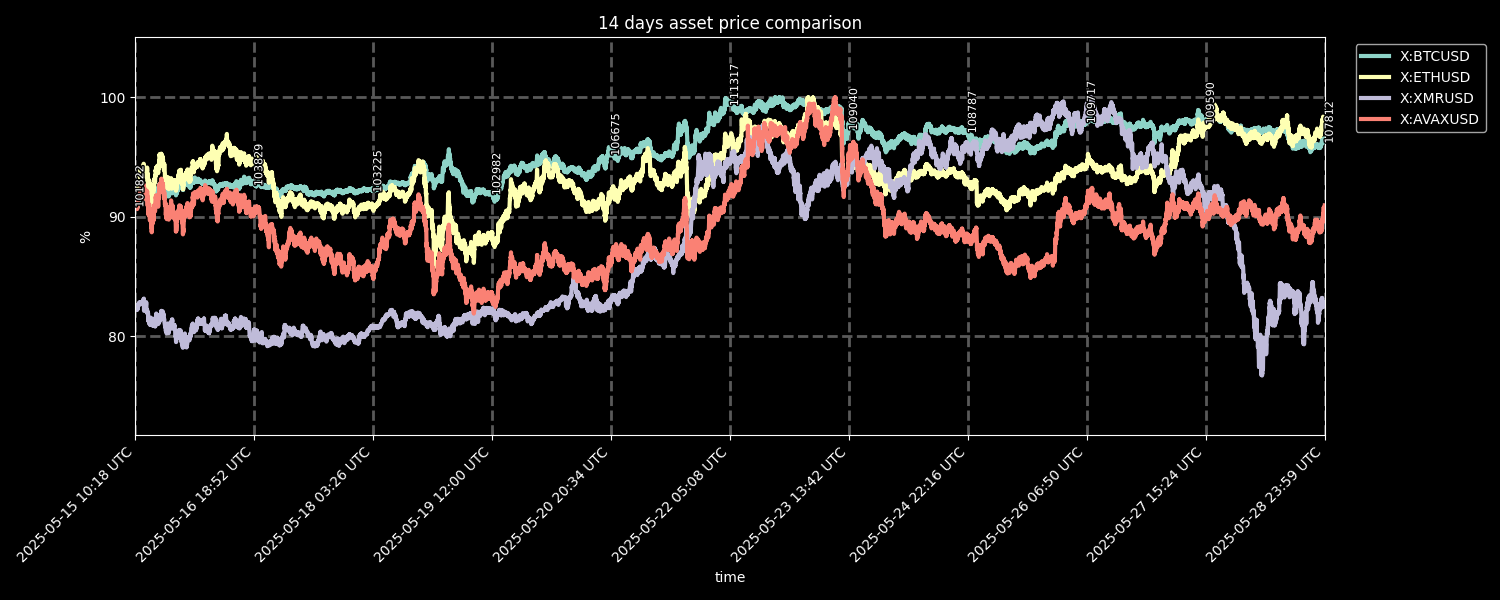 14 days asset price comparison
X:BTCUSD
X:ETHUSD
X:XMRUSD
X:AVAXUSD
100
90
80
%
103829
103225
102982
106675
111317
109040
108787
109717
109590
107812
2025-05-15 10:18 UTC
2025-05-16 18:52 UTC
2025-05-18 03:26 UTC
2025-05-19 12:00 UTC
2025-05-20 20:34 UTC
2025-05-22 05:08 UTC
2025-05-23 13:42 UTC
2025-05-24 22:16 UTC
2025-05-26 06:50 UTC
2025-05-27 15:24 UTC
2025-05-28 23:59 UTC
time